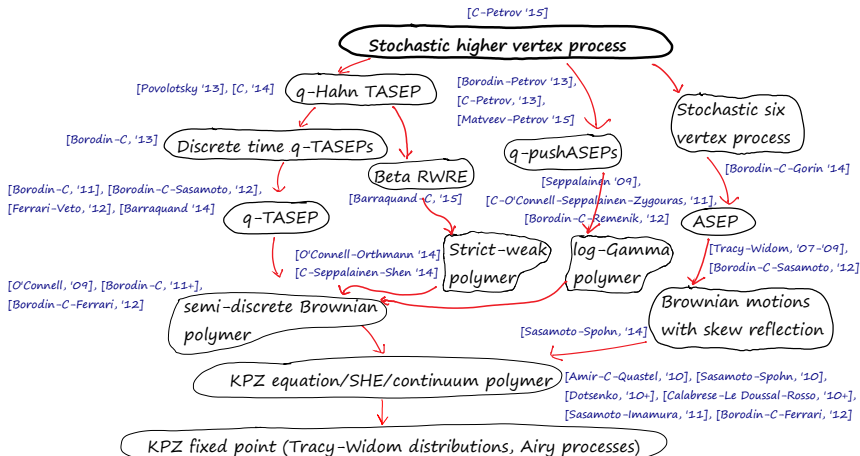 [C-Petrov '15]
Stochastic higher vertex process
[Povolotsky '13], [C, '14]
q-Hahn TASEP
[Borodin-Petrov '13],
[C-Petrov, '13],
[Matveev-Petrov '15]
Stochastic six
vertex process
[Borodin-C, '13]
Discrete time q-TASEPs
q-pushASEPs
Beta RWRE
[Borodin-C-Gorin '14]
[Borodin-C, '11], [Borodin-C-Sasamoto, '12],
[Ferrari-Veto, '12], [Barraquand '14]
q-TASEP
[Barraquand-C, '15]
[Seppalainen '09],
[C-O'Connell-Seppalainen-Zygouras, '11],
[Borodin-C-Remenik, '12]
ASEP
[O'Connell-Orthmann '14]
[C-Seppalainen-Shen '14]
Strict-weak
polymer
log-Gamma
polymer
[Tracy-Widom, '07-'09],
[Borodin-C-Sasamoto, '12]
[O'Connell, '09], [Borodin-C, '11+],
[Borodin-C-Ferrari, '12]
semi-discrete Brownian
polymer
Brownian motions
with skew reflection
[Sasamoto-Spohn, '14]
KPZ equation/SHE/continuum polymer
[Amir-C-Quastel, '10], [Sasamoto-Spohn, '10],
[Dotsenko, '10+], [Calabrese-Le Doussal-Rosso, '10+],
[Sasamoto-Imamura, '11], [Borodin-C-Ferrari, '12]
KPZ fixed point (Tracy-Widom distributions, Airy processes)